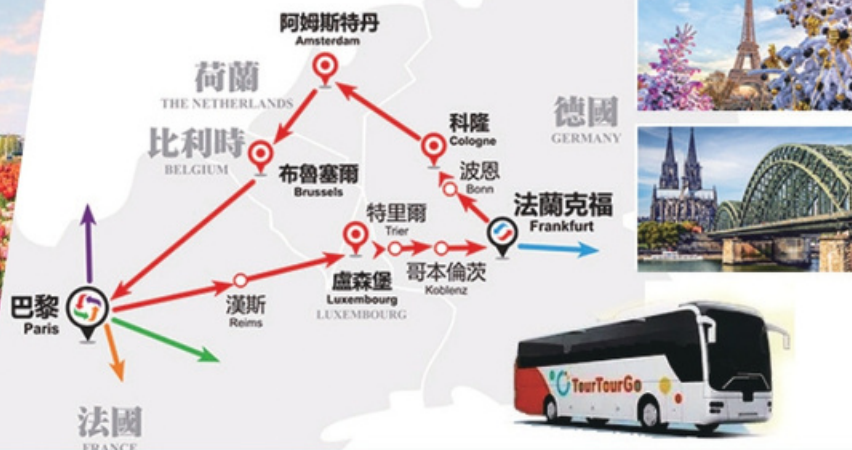 阿姆斯特丹
Amsterdam
荷蘭
THE NETHERLANDS
德國
GERMANY
科隆
Cologne
比利時
BELGIUM
布魯塞爾
Brussels
波恩
Bonn
法蘭克福
Frankfurt
特里爾
Trier
哥本倫茨
Koblenz
盧森堡
Luxembourg
LUXEMBOURG
漢斯
Reims
巴黎
Paris
TourTourGo
法國
FRANCE